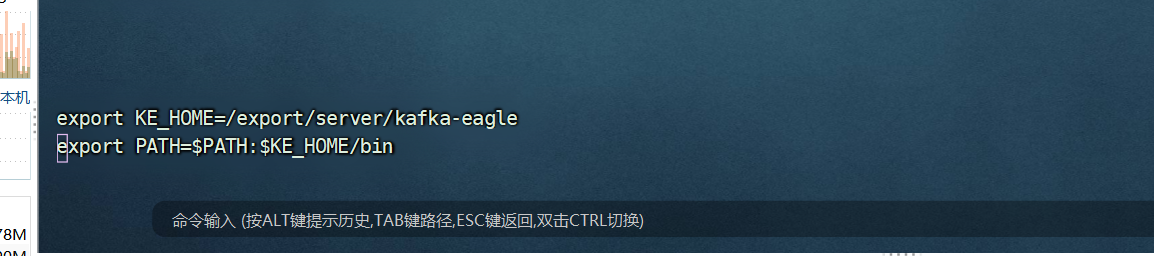 本机
export KE_HOME=/export/server/kafka-eagle
export PATH=$PATH:$KE_HOME/bin
命令输入 (按ALT键提示历史,TAB键路径,ESC键返回,双击CTRL切换)
78M